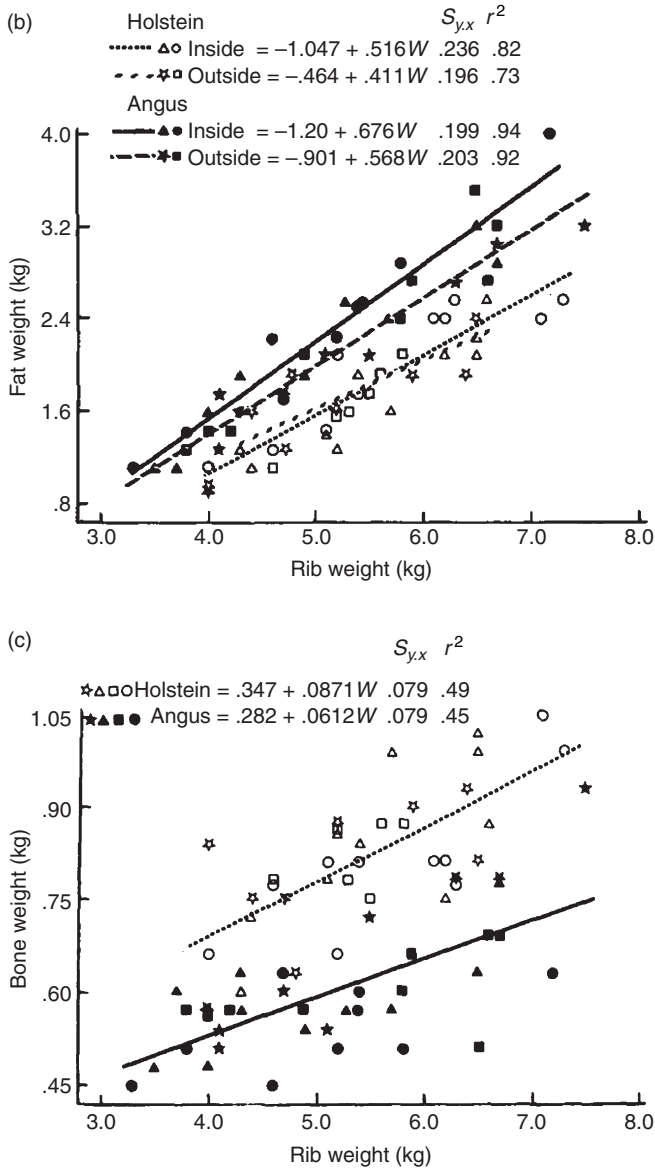 (b)
Holstein S_y.x r²
Inside = –1.047 + .516W .236 .82
Outside = –.464 + .411W .196 .73
Angus
Inside = –1.20 + .676W .199 .94
Outside = –.901 + .568W .203 .92
4.0
3.2
2.4
1.6
.8
Fat weight (kg)
3.0 4.0 5.0 6.0 7.0 8.0
Rib weight (kg)
(c)
S_y.x r²
Holstein = .347 + .0871W .079 .49
Angus = .282 + .0612W .079 .45
1.05
.90
.75
.60
.45
Bone weight (kg)
3.0 4.0 5.0 6.0 7.0 8.0
Rib weight (kg)